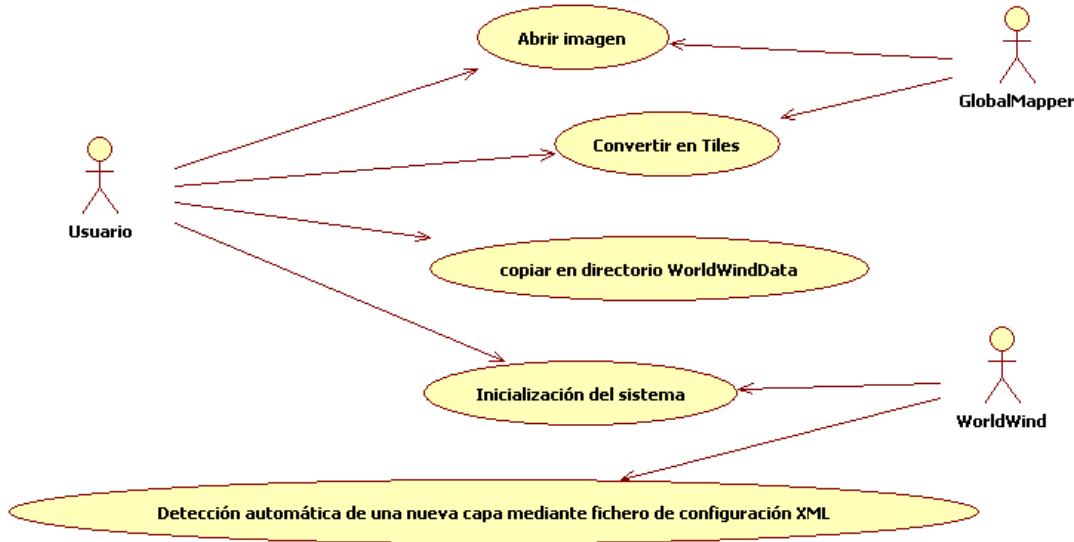 Abrir imagen
GlobalMapper
Convertir en Tiles
Usuario
copiar en directorio WorldWindData
Inicialización del sistema
WorldWind
Detección automática de una nueva capa mediante fichero de configuración XML